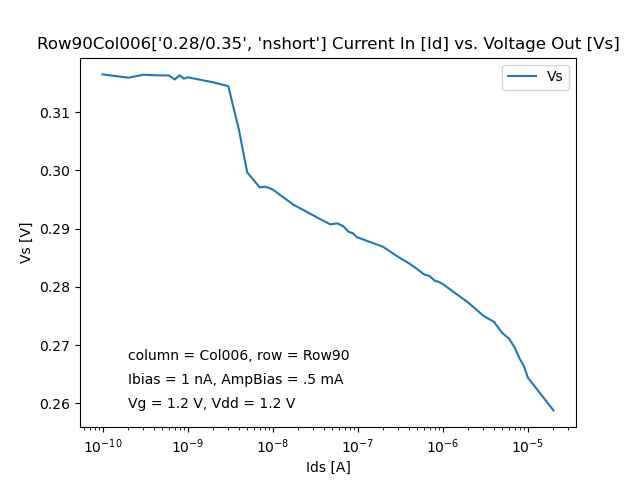 Row90Col006['0.28/0.35', 'nshort'] Current In [Id] vs. Voltage Out [Vs]
Vs
0.31
0.30
0.29
0.28
0.27
0.26
Vs [V]
column = Col006, row = Row90
Ibias = 1 nA, AmpBias = .5 mA
Vg = 1.2 V, Vdd = 1.2 V
10⁻¹⁰ 10⁻⁹ 10⁻⁸ 10⁻⁷ 10⁻⁶ 10⁻⁵
Ids [A]